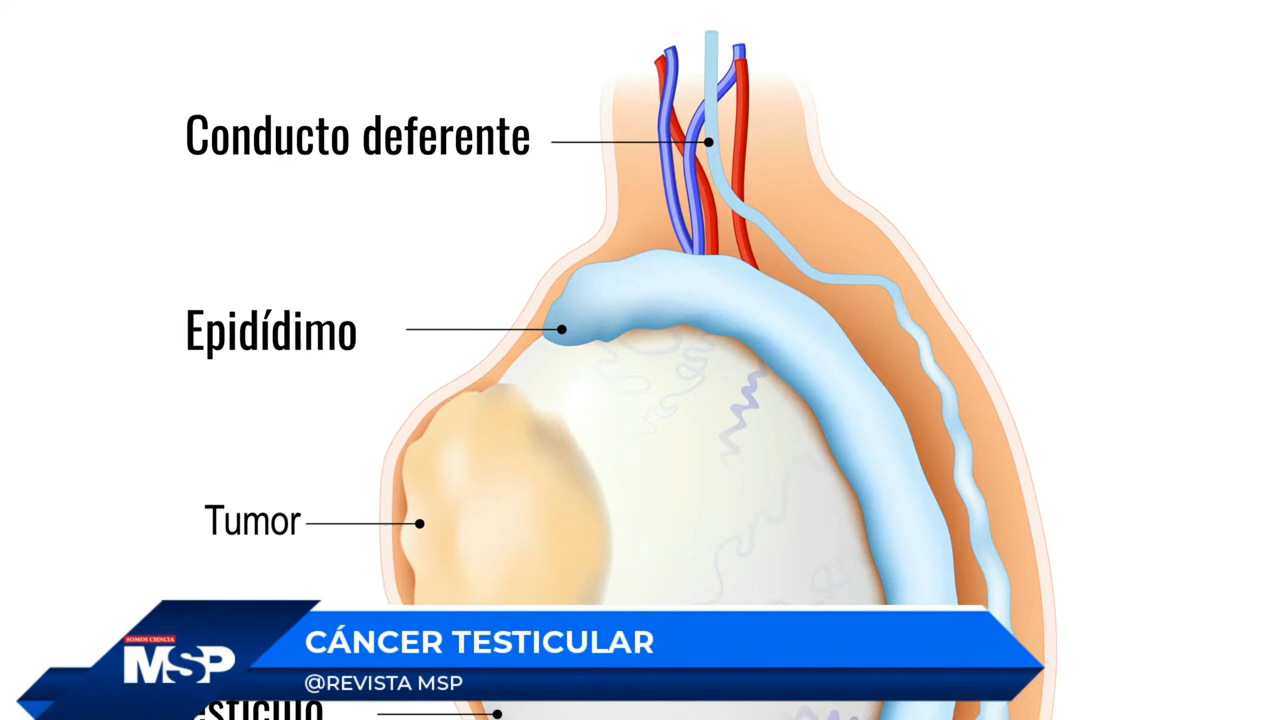 Conducto deferente
Epidídimo
Tumor
SOMOS CIENCIA
MSP
CÁNCER TESTICULAR
@REVISTA MSP